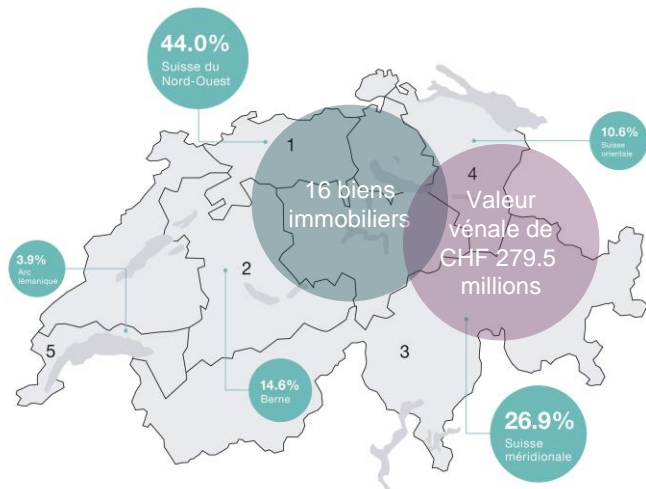 44.0%
Suisse du
Nord-Ouest
10.6%
Suisse
orientale
1
4
16 biens
immobiliers
Valeur
vénale de
CHF 279.5
millions
3.9%
Arc
lémanique
2
5
3
14.6%
Berne
26.9%
Suisse
méridionale